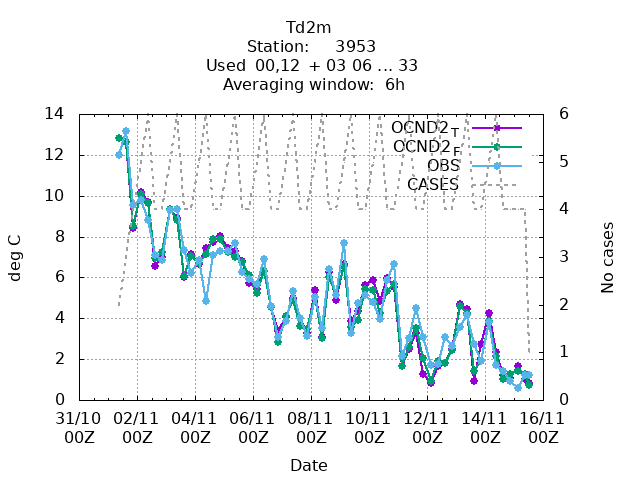 Td2m
Station: 3953
Used 00,12 + 03 06 ... 33
Averaging window: 6h
14
12
10
8
6
4
2
0
deg C
6
5
4
3
2
1
0
No cases
OCND2 T
OCND2 F
OBS
CASES
31/10 02/11 04/11 06/11 08/11 10/11 12/11 14/11 16/11
00Z 00Z 00Z 00Z 00Z 00Z 00Z 00Z 00Z
Date